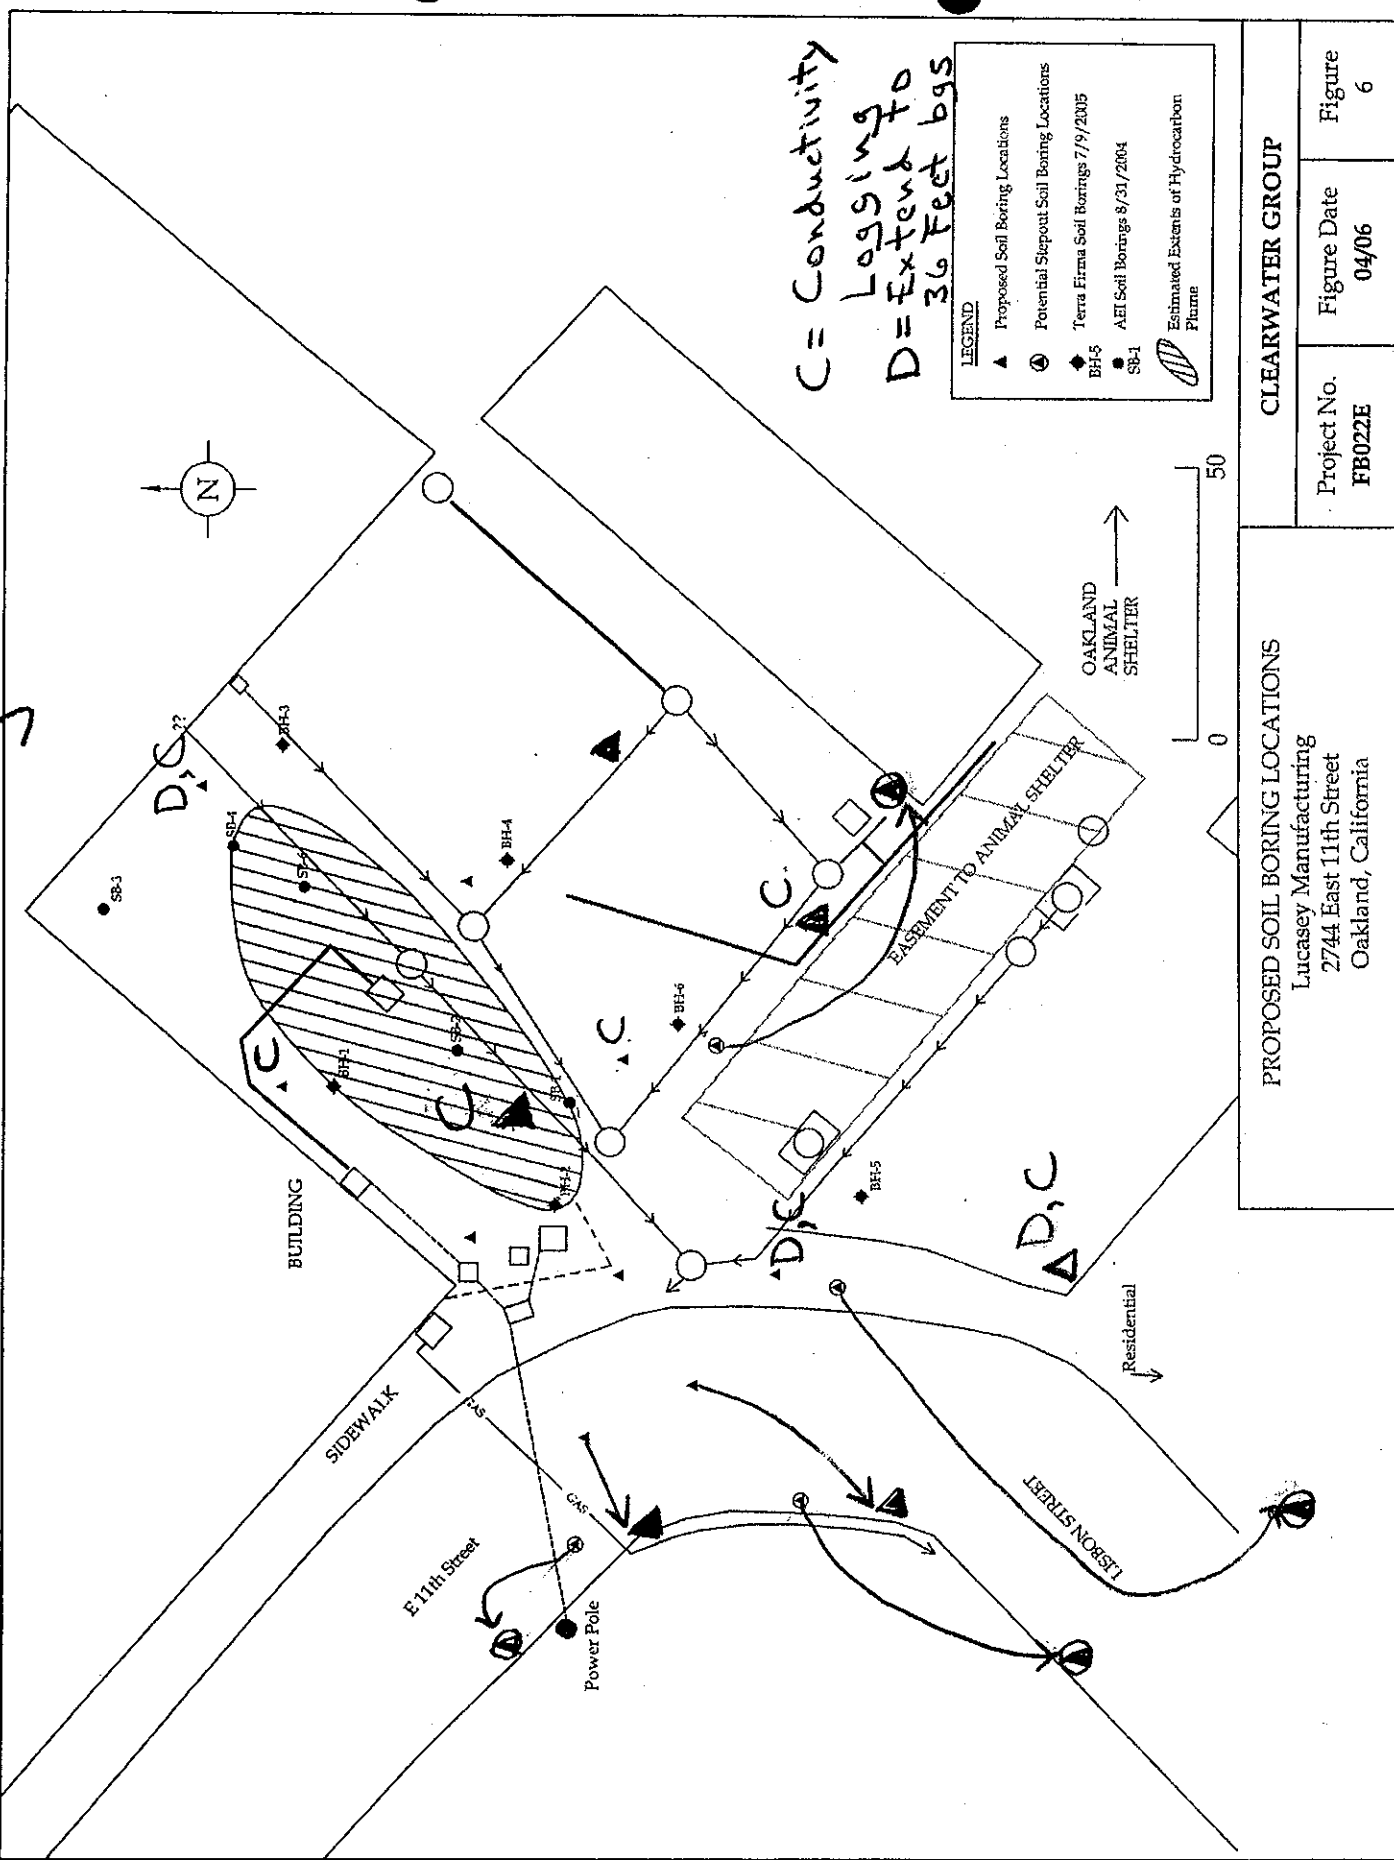 C = Conductivity
Logging
D = Extend to
36 Feet bgs
LEGEND
Proposed Soil Boring Locations
Potential Stepout Soil Boring Locations
BH-5
Terra Firma Soil Borings 7/9/2005
SB-1
AEI Soil Borings 8/31/2004
Estimated Extents of Hydrocarbon
Plume
N
SB-3
D, C
??
SB-4
BH-3
SB-6
BH-4
C
BH-1
SB-2
C
SB-1
BH-2
C
BH-6
C
BUILDING
EASEMENT TO ANIMAL SHELTER
OAKLAND
ANIMAL
SHELTER
0
50
BH-5
D, C
D, C
SIDEWALK
GAS
GAS
E 11th Street
Power Pole
LISBON STREET
Residential
PROPOSED SOIL BORING LOCATIONS
Lucasey Manufacturing
2744 East 11th Street
Oakland, California
CLEARWATER GROUP
Project No.
FB022E
Figure Date
04/06
Figure
6